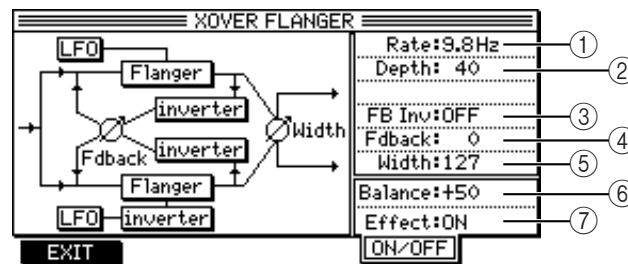 XOVER FLANGER
LFO
Flanger
inverter
Fdback
Width
inverter
Flanger
LFO
inverter
Rate:9.8Hz
Depth: 40
FB Inv:OFF
Fdback: 0
Width:127
Balance:+50
Effect:ON
EXIT
ON/OFF
①
②
③
④
⑤
⑥
⑦